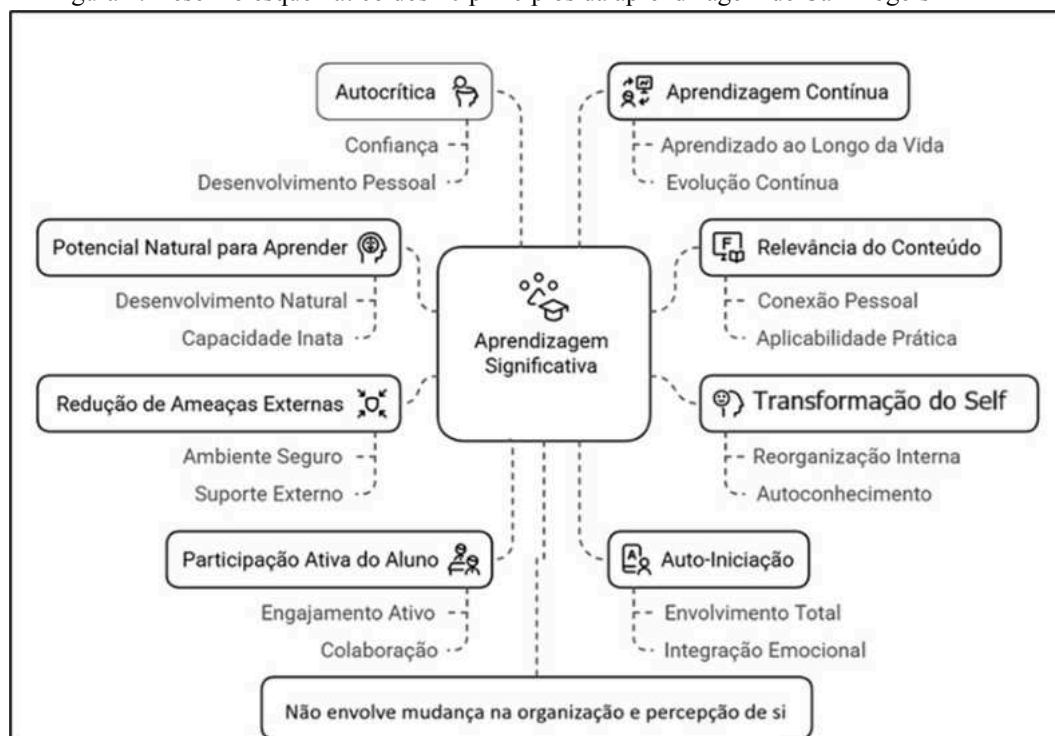 Autocrítica
Confiança
Desenvolvimento Pessoal
Potencial Natural para Aprender
Desenvolvimento Natural
Capacidade Inata
Redução de Ameaças Externas
Ambiente Seguro
Suporte Externo
Participação Ativa do Aluno
Engajamento Ativo
Colaboração
Aprendizagem
Significativa
Aprendizagem Contínua
Aprendizado ao Longo da Vida
Evolução Contínua
F
Relevância do Conteúdo
Conexão Pessoal
Aplicabilidade Prática
Transformação do Self
Reorganização Interna
Autoconhecimento
A
Auto-Iniciação
Envolvimento Total
Integração Emocional
Não envolve mudança na organização e percepção de si